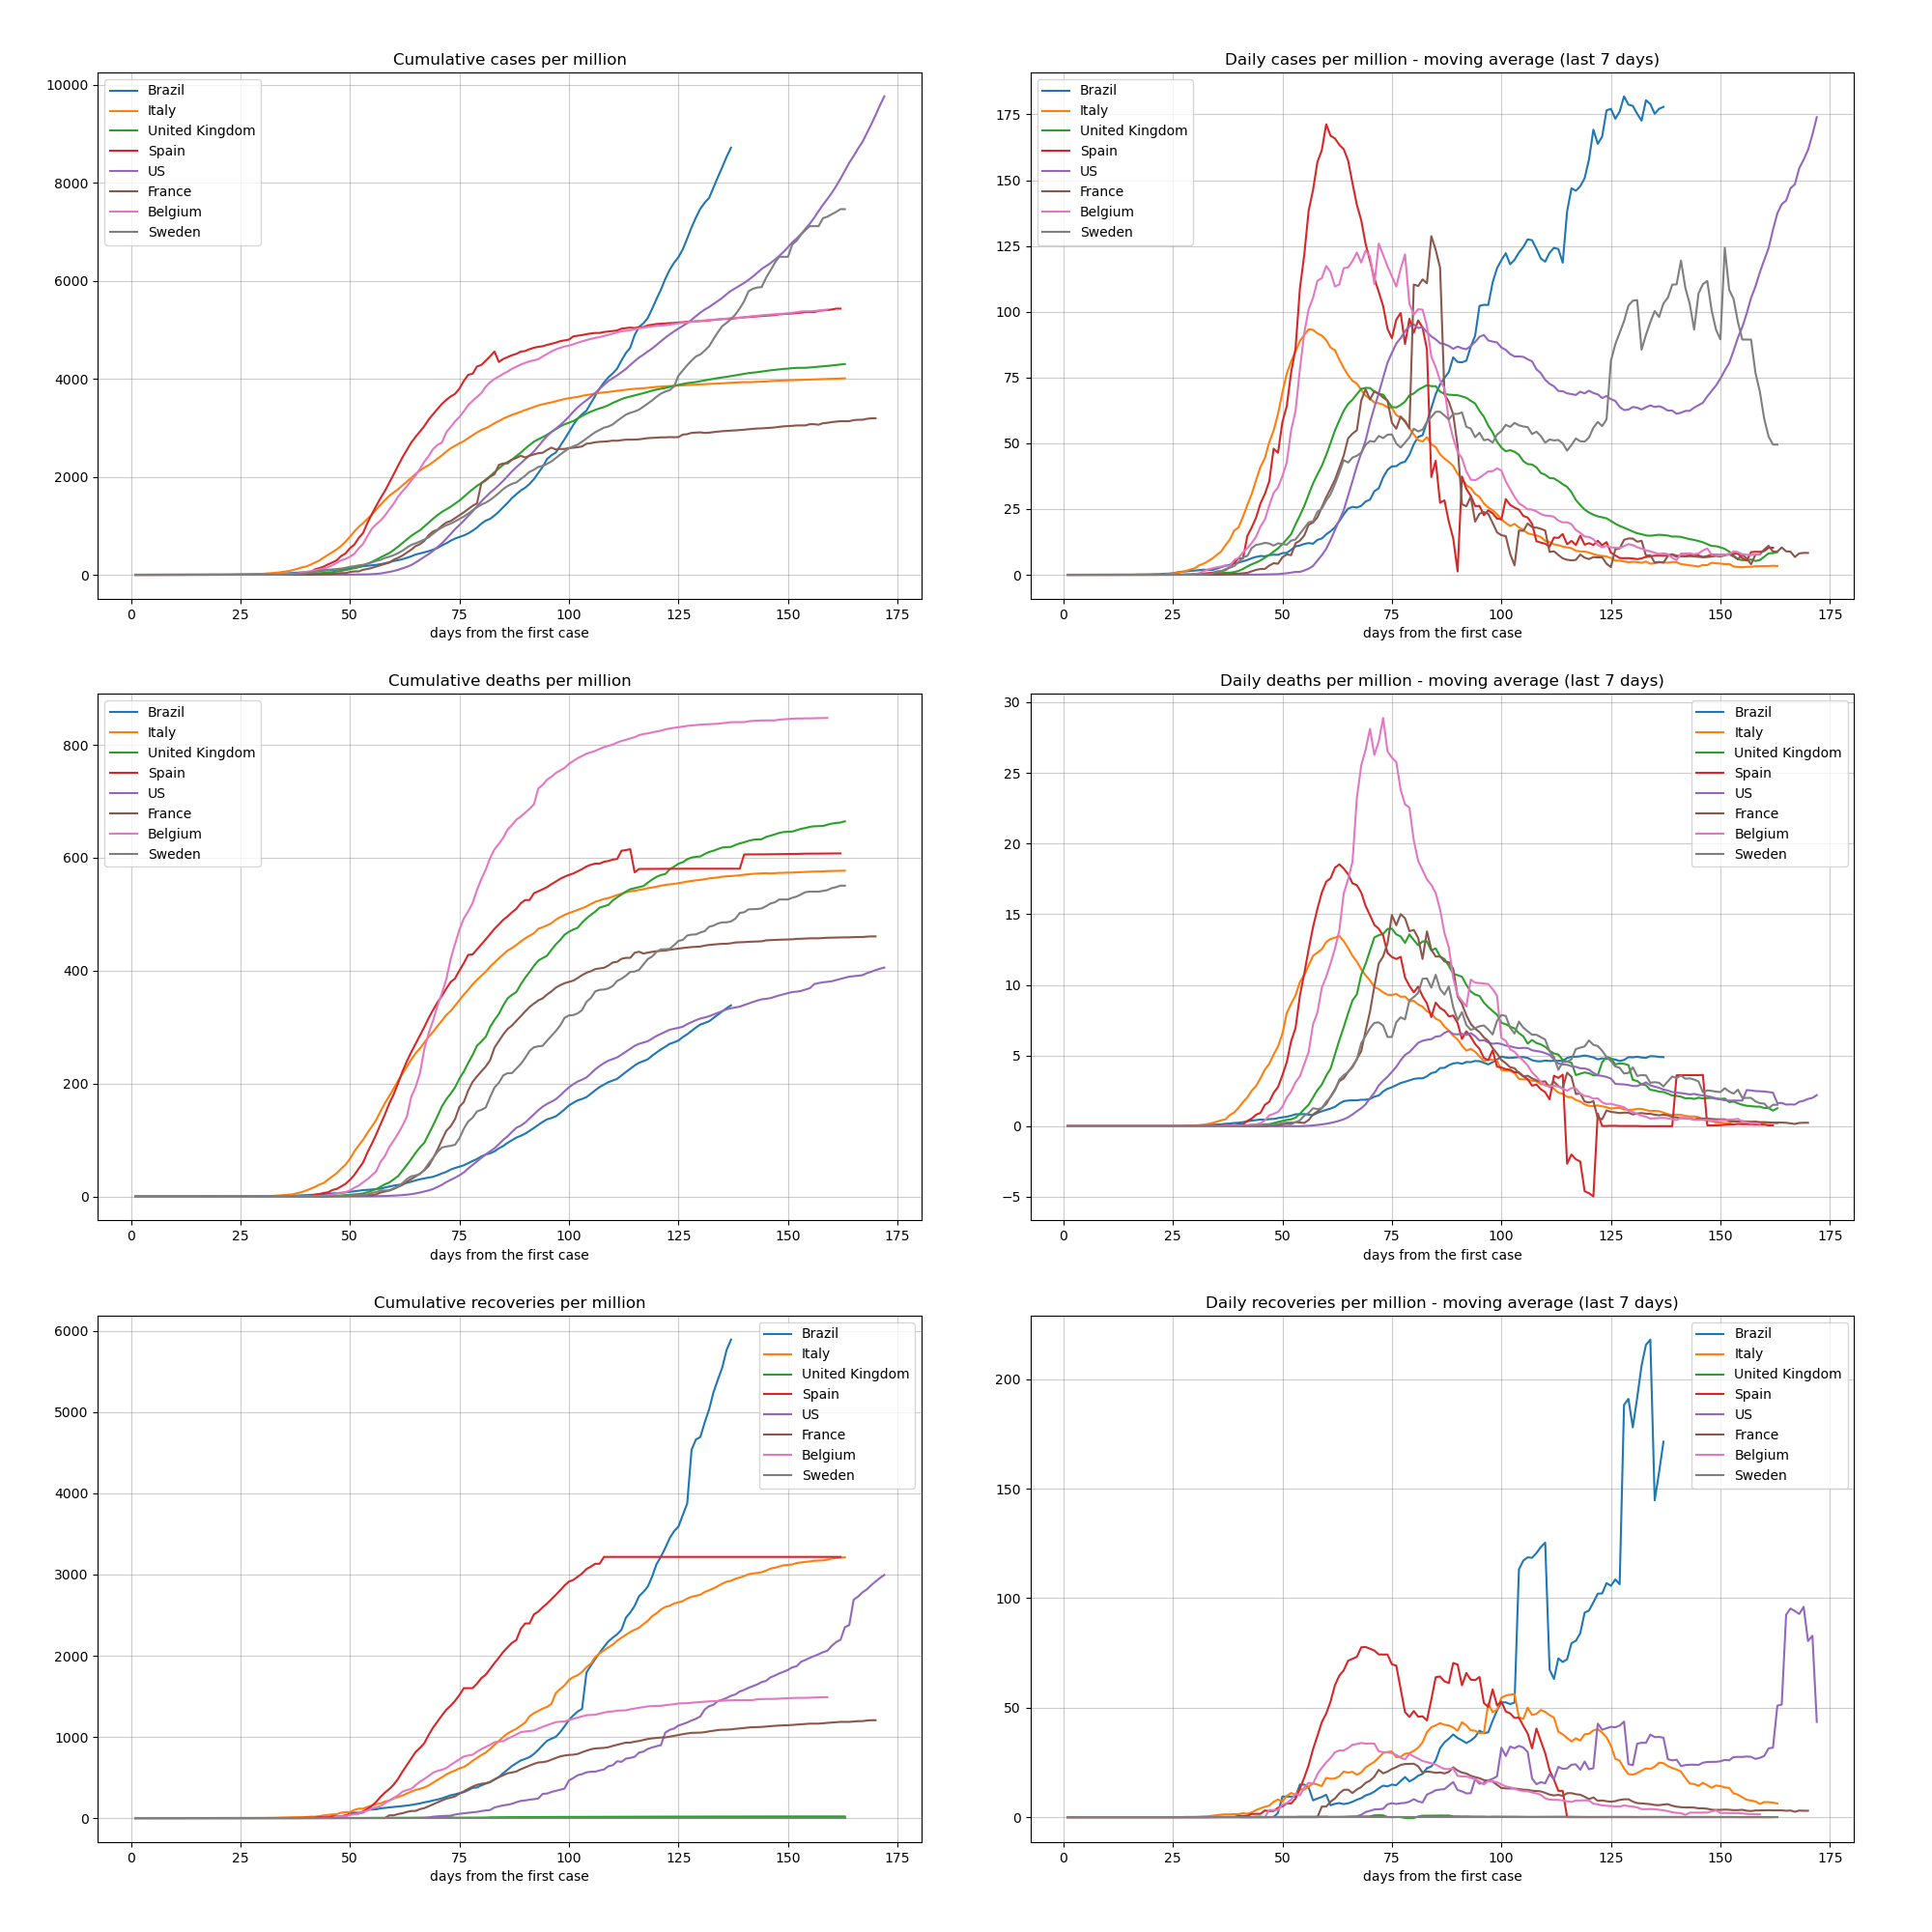 Cumulative cases per million
10000
8000
6000
4000
2000
0
Brazil
Italy
United Kingdom
Spain
US
France
Belgium
Sweden
0 25 50 75 100 125 150 175
days from the first case
Daily cases per million - moving average (last 7 days)
175
150
125
100
75
50
25
0
Brazil
Italy
United Kingdom
Spain
US
France
Belgium
Sweden
0 25 50 75 100 125 150 175
days from the first case
Cumulative deaths per million
800
600
400
200
0
Brazil
Italy
United Kingdom
Spain
US
France
Belgium
Sweden
0 25 50 75 100 125 150 175
days from the first case
Daily deaths per million - moving average (last 7 days)
30
25
20
15
10
5
0
−5
Brazil
Italy
United Kingdom
Spain
US
France
Belgium
Sweden
0 25 50 75 100 125 150 175
days from the first case
Cumulative recoveries per million
6000
5000
4000
3000
2000
1000
0
Brazil
Italy
United Kingdom
Spain
US
France
Belgium
Sweden
0 25 50 75 100 125 150 175
days from the first case
Daily recoveries per million - moving average (last 7 days)
200
150
100
50
0
Brazil
Italy
United Kingdom
Spain
US
France
Belgium
Sweden
0 25 50 75 100 125 150 175
days from the first case